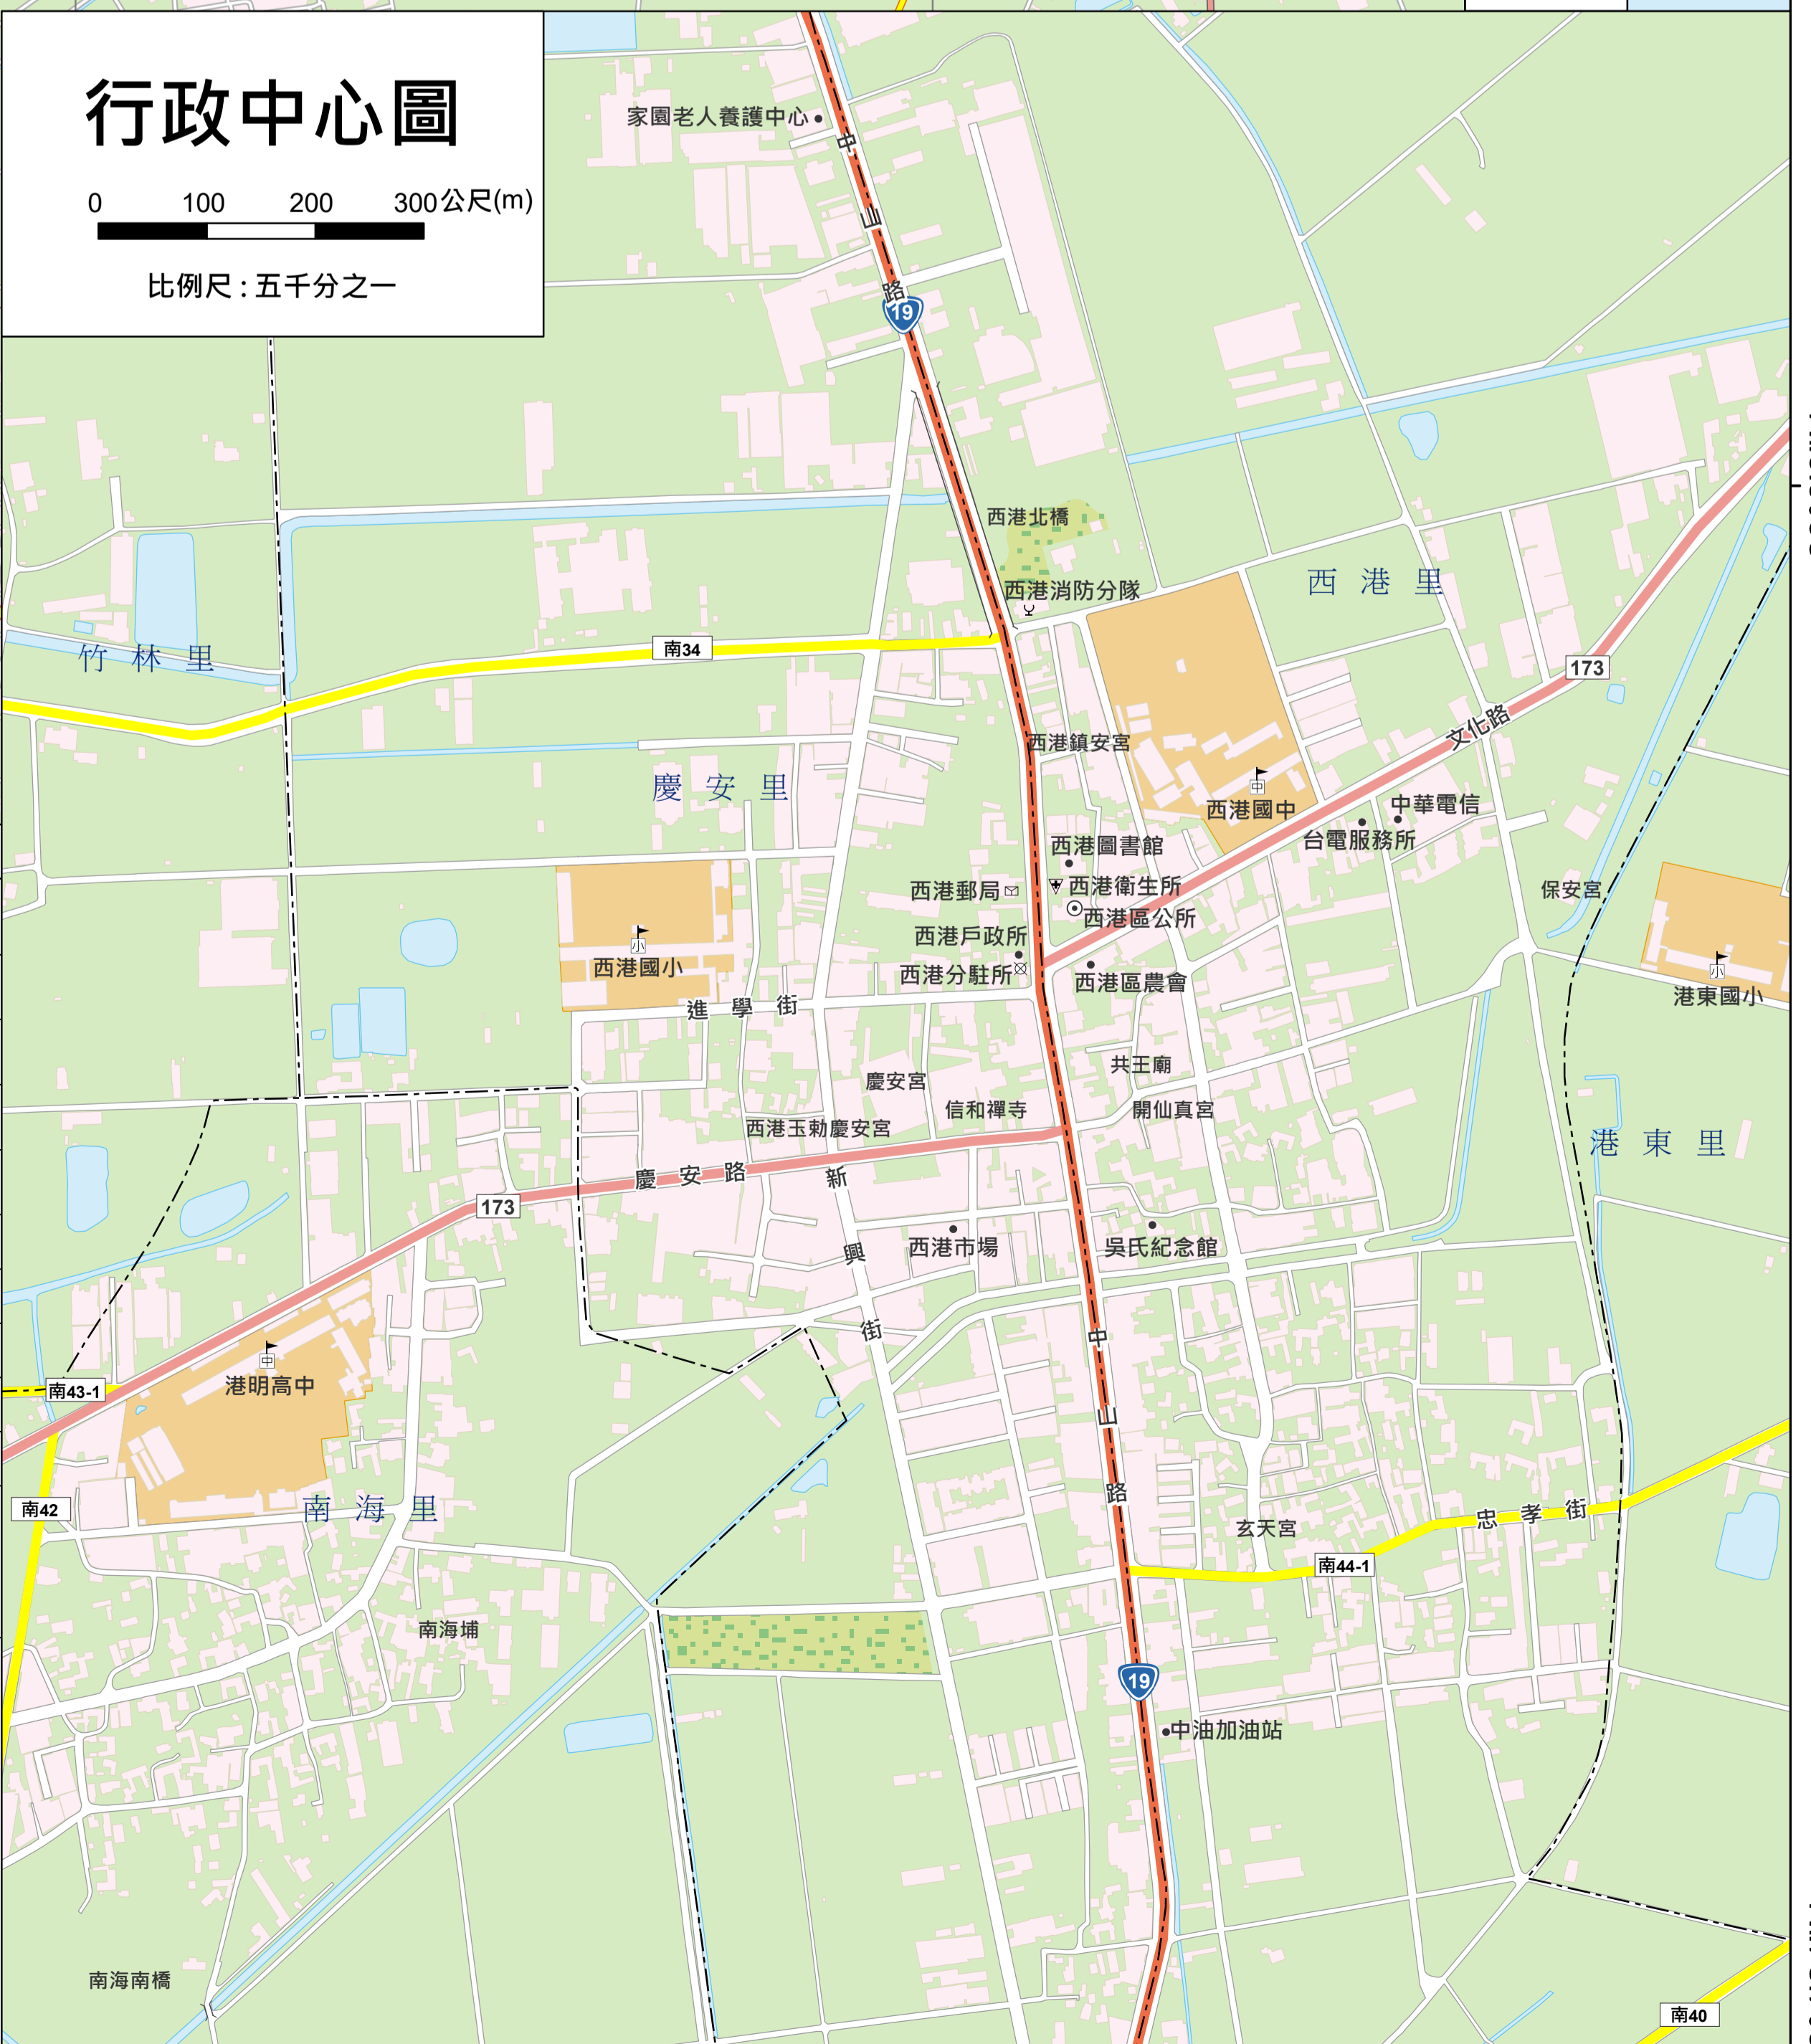 行政中心圖
0 100 200 300公尺(m)
比例尺：五千分之一
家園老人養護中心
中
山
路
19
西港北橋
西港消防分隊
西港里
竹林里
南34
173
文化路
西港鎮安宮
慶安里
西港國中
中
中華電信
台電服務所
西港圖書館
西港郵局
西港衛生所
保安宮
西港區公所
西港戶政所
小
西港國小
西港分駐所
西港區農會
小
港東國小
進學街
共王廟
慶安宮
信和禪寺
開仙真宮
西港玉勅慶安宮
港東里
慶安路
新
興
街
173
西港市場
吳氏紀念館
中
山
路
中
港明高中
南43-1
南42
南海里
忠孝街
玄天宮
南44-1
南海埔
19
中油加油站
南海南橋
南40